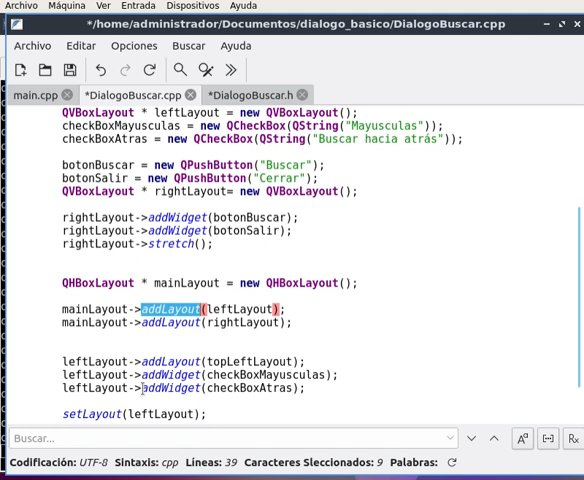 Archivo Máquina Ver Entrada Dispositivos Ayuda
*/home/administrador/Documentos/dialogo_basico/DialogoBuscar.cpp
Archivo Editar Opciones Buscar Ayuda
main.cpp *DialogoBuscar.cpp *DialogoBuscar.h
QVBoxLayout * leftLayout = new QVBoxLayout();
checkBoxMayusculas = new QCheckBox(QString("Mayusculas"));
checkBoxAtras = new QCheckBox(QString("Buscar hacia atrás"));
botonBuscar = new QPushButton("Buscar");
botonSalir = new QPushButton("Cerrar");
QVBoxLayout * rightLayout= new QVBoxLayout();
rightLayout->addWidget(botonBuscar);
rightLayout->addWidget(botonSalir);
rightLayout->stretch();
QHBoxLayout * mainLayout = new QHBoxLayout();
mainLayout->addLayout(leftLayout);
mainLayout->addLayout(rightLayout);
leftLayout->addLayout(topLeftLayout);
leftLayout->addWidget(checkBoxMayusculas);
leftLayout->addWidget(checkBoxAtras);
setLayout(leftLayout);
Buscar...
Codificación: UTF-8 Sintaxis: cpp Líneas: 39 Caracteres Sleccionados: 9 Palabras: